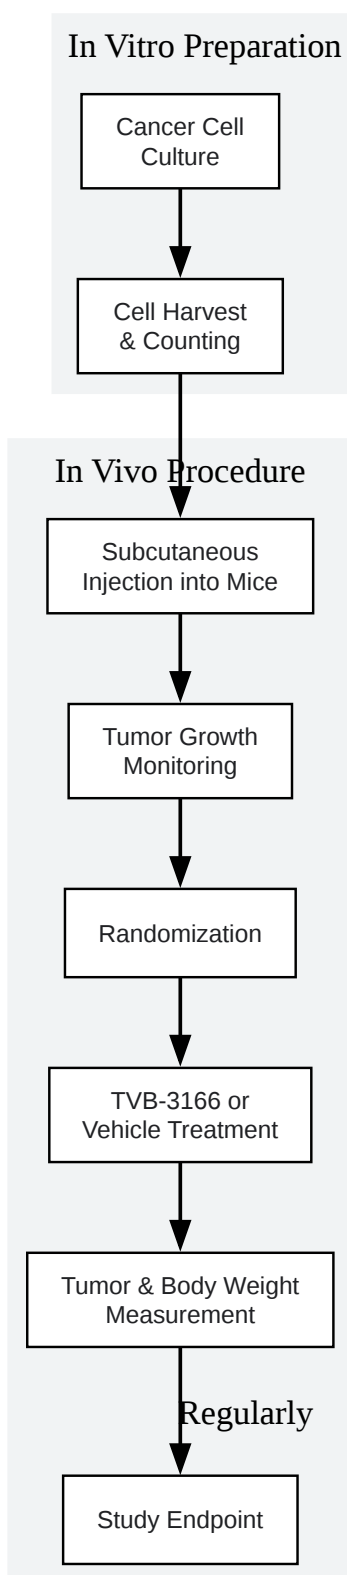 In Vitro Preparation
Cancer Cell
Culture
Cell Harvest
& Counting
In Vivo Procedure
Subcutaneous
Injection into Mice
Tumor Growth
Monitoring
Randomization
TVB-3166 or
Vehicle Treatment
Tumor & Body Weight
Measurement
Regularly
Study Endpoint